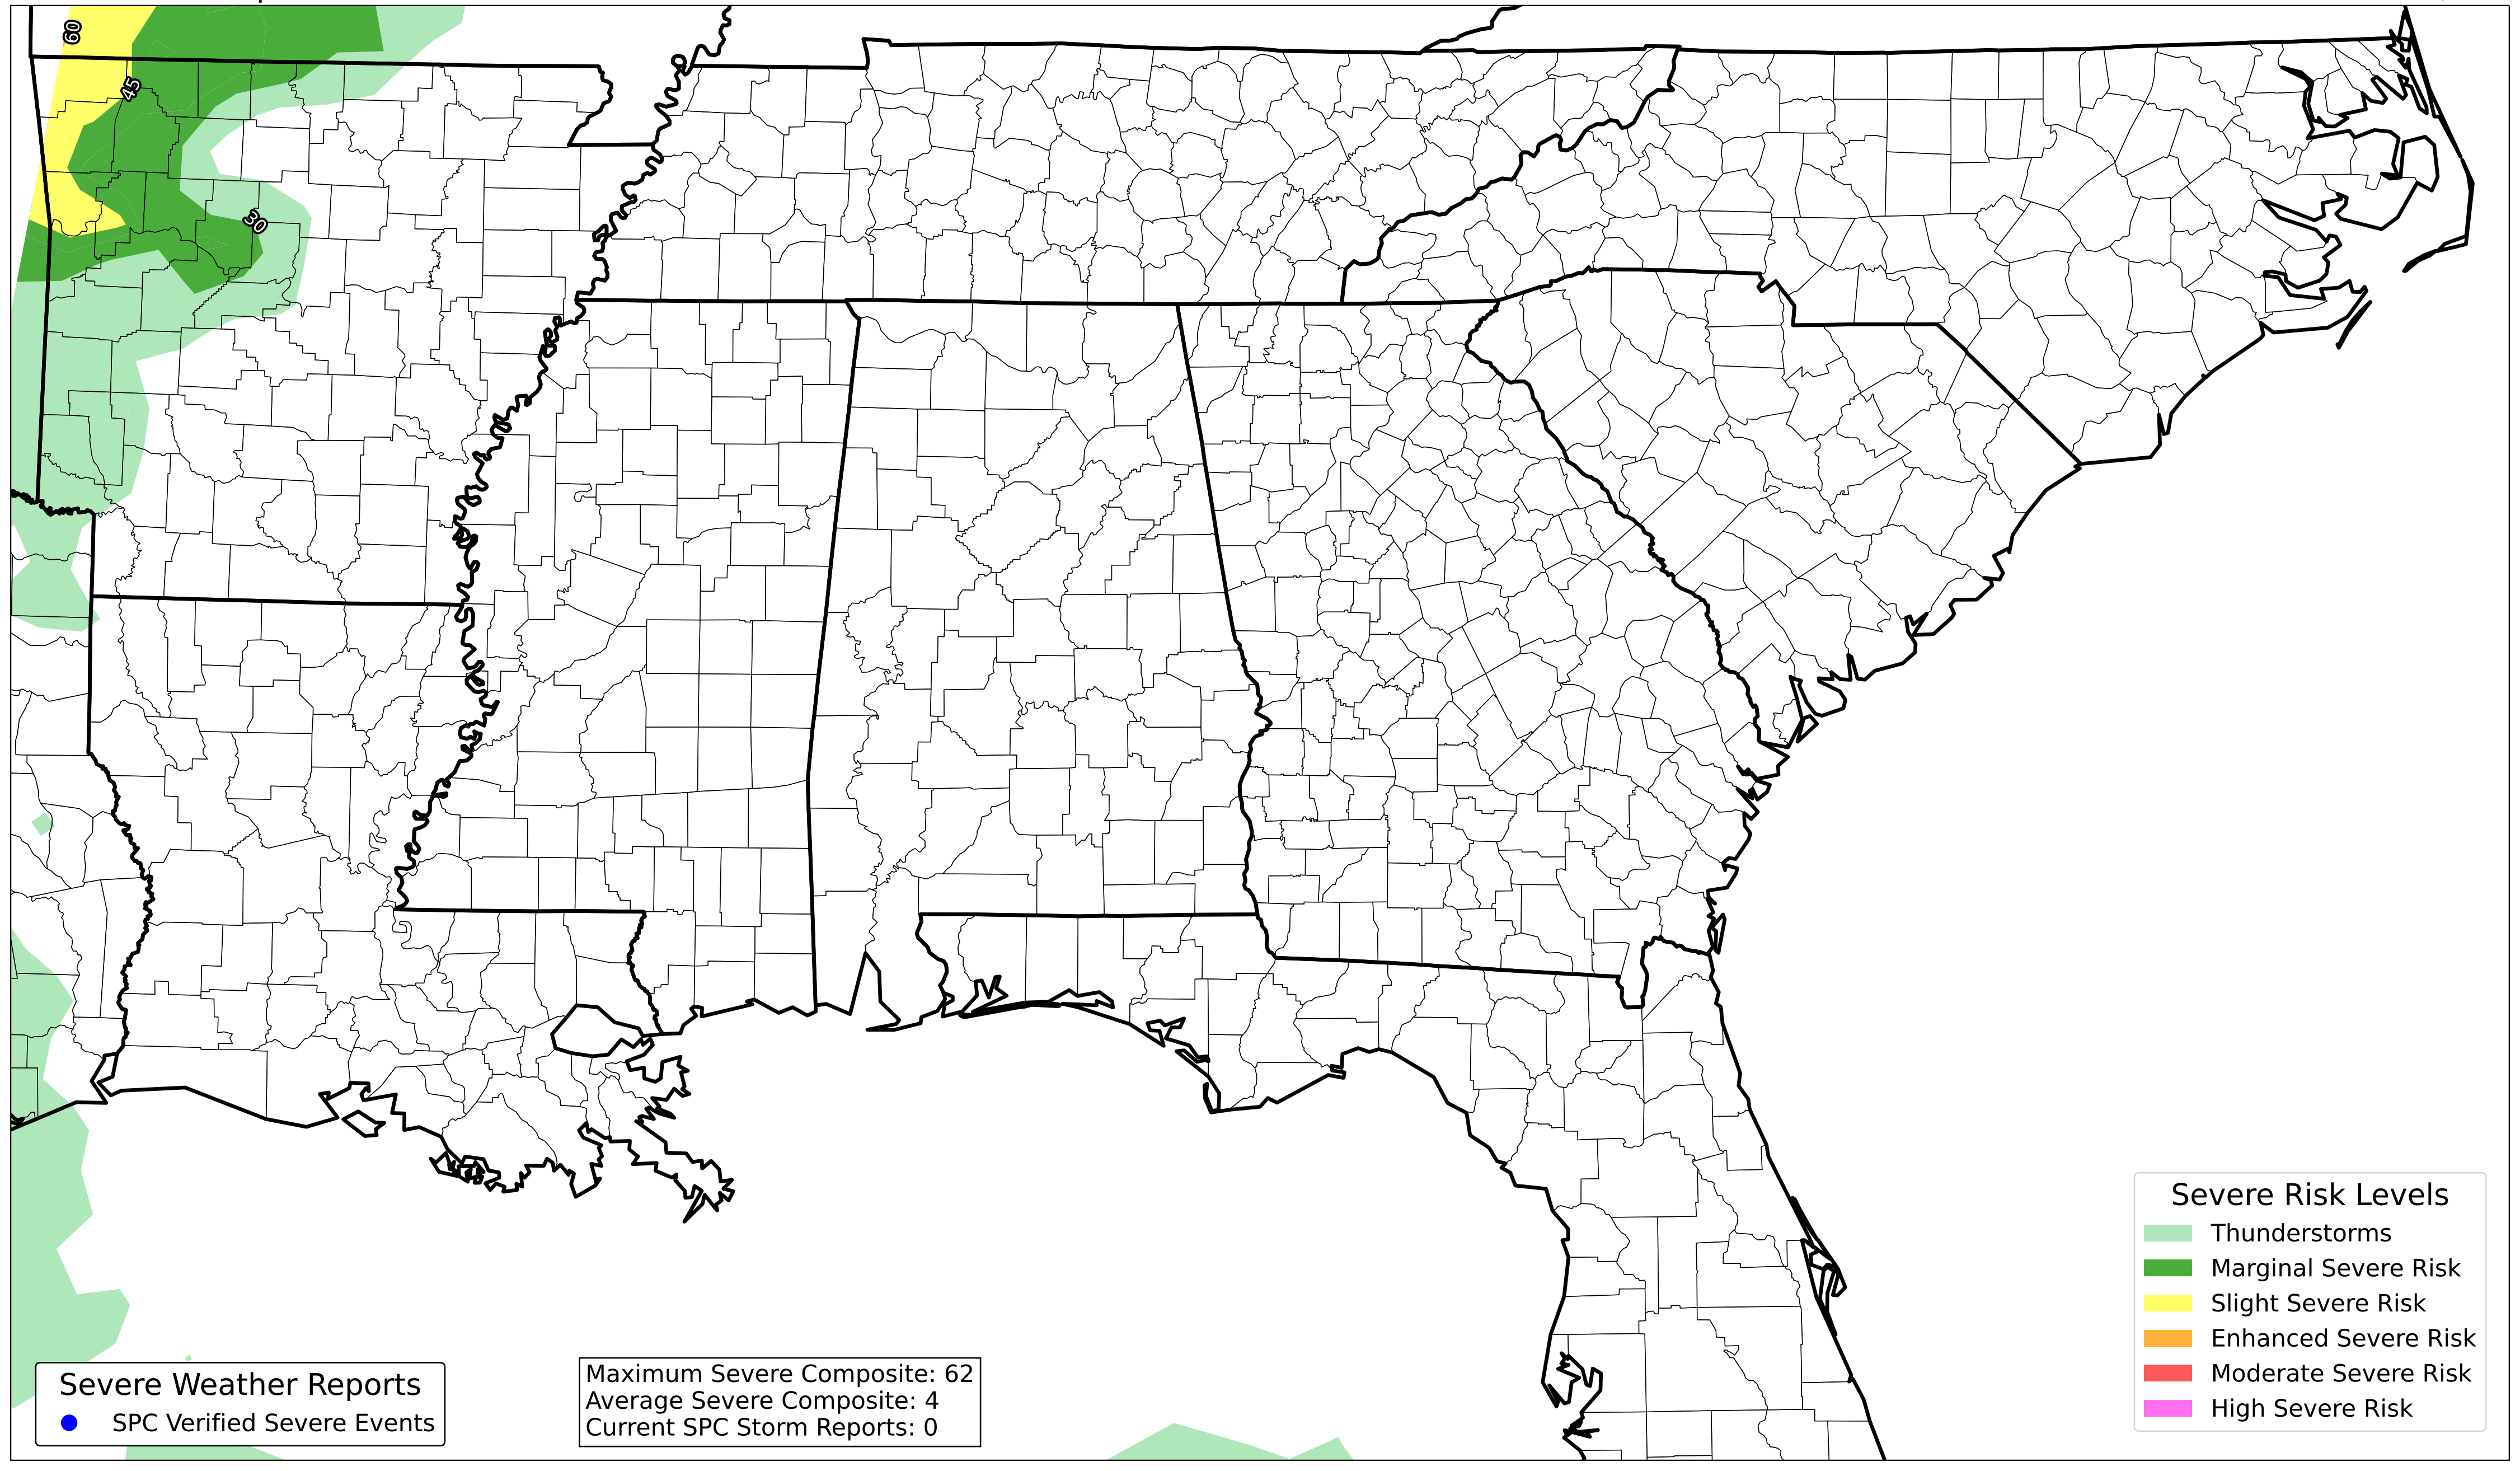 60
45
30
Severe Weather Reports
SPC Verified Severe Events
Maximum Severe Composite: 62
Average Severe Composite: 4
Current SPC Storm Reports: 0
Severe Risk Levels
Thunderstorms
Marginal Severe Risk
Slight Severe Risk
Enhanced Severe Risk
Moderate Severe Risk
High Severe Risk